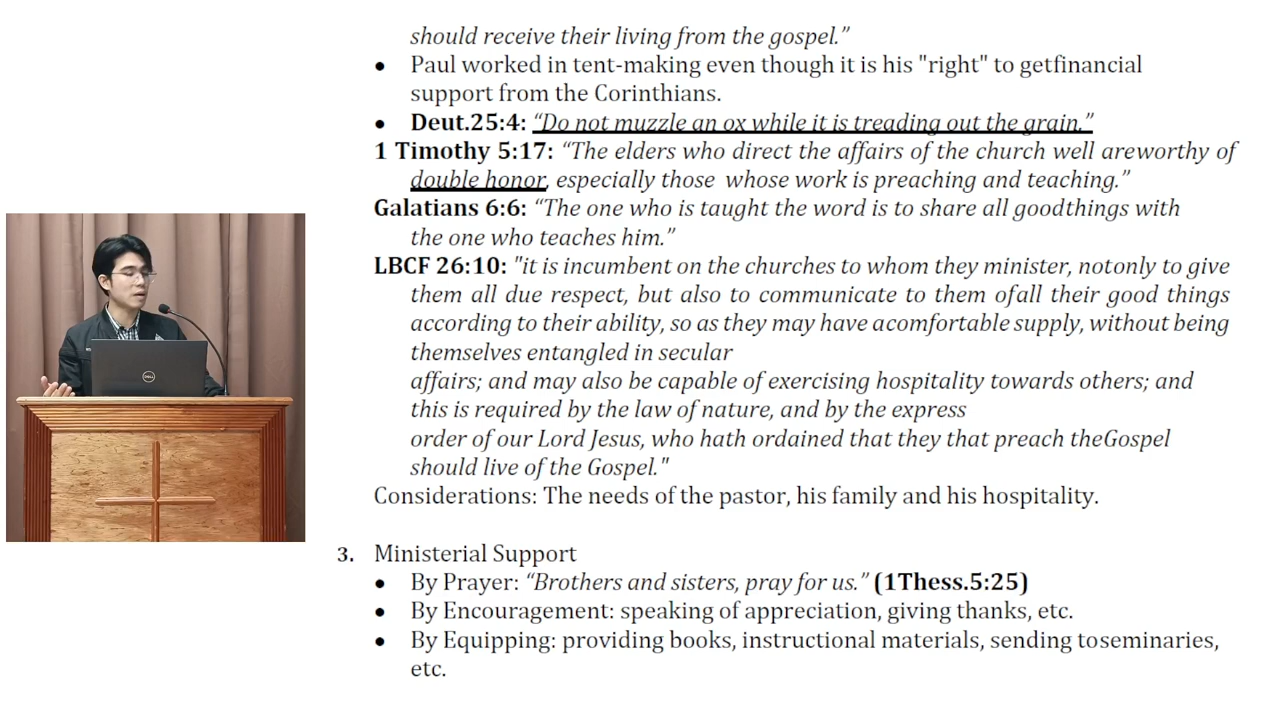 should receive their living from the gospel.”
● Paul worked in tent-making even though it is his "right" to getfinancial
support from the Corinthians.
● Deut.25:4: “Do not muzzle an ox while it is treading out the grain.”
1 Timothy 5:17: “The elders who direct the affairs of the church well areworthy of
double honor, especially those whose work is preaching and teaching.”
Galatians 6:6: “The one who is taught the word is to share all goodthings with
the one who teaches him.”
LBCF 26:10: "it is incumbent on the churches to whom they minister, notonly to give
them all due respect, but also to communicate to them ofall their good things
according to their ability, so as they may have acomfortable supply, without being
themselves entangled in secular
affairs; and may also be capable of exercising hospitality towards others; and
this is required by the law of nature, and by the express
order of our Lord Jesus, who hath ordained that they that preach theGospel
should live of the Gospel."
Considerations: The needs of the pastor, his family and his hospitality.
3. Ministerial Support
● By Prayer: “Brothers and sisters, pray for us.” (1Thess.5:25)
● By Encouragement: speaking of appreciation, giving thanks, etc.
● By Equipping: providing books, instructional materials, sending toseminaries,
etc.
DELL